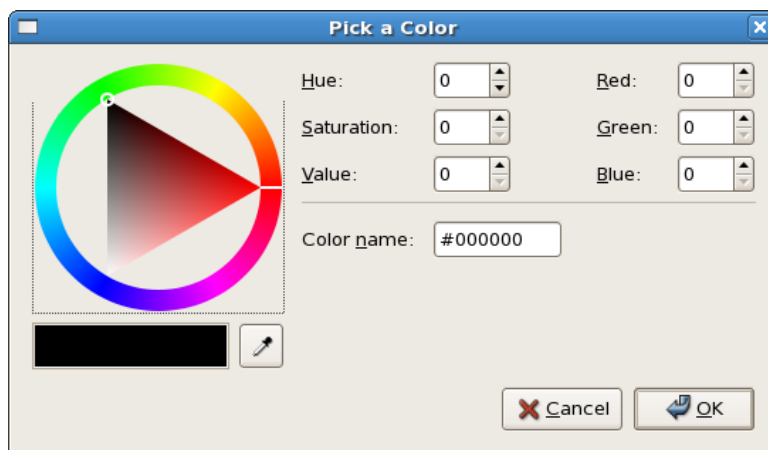 Pick a Color
Hue: 0 Red: 0
Saturation: 0 Green: 0
Value: 0 Blue: 0
Color name: #000000
Cancel OK